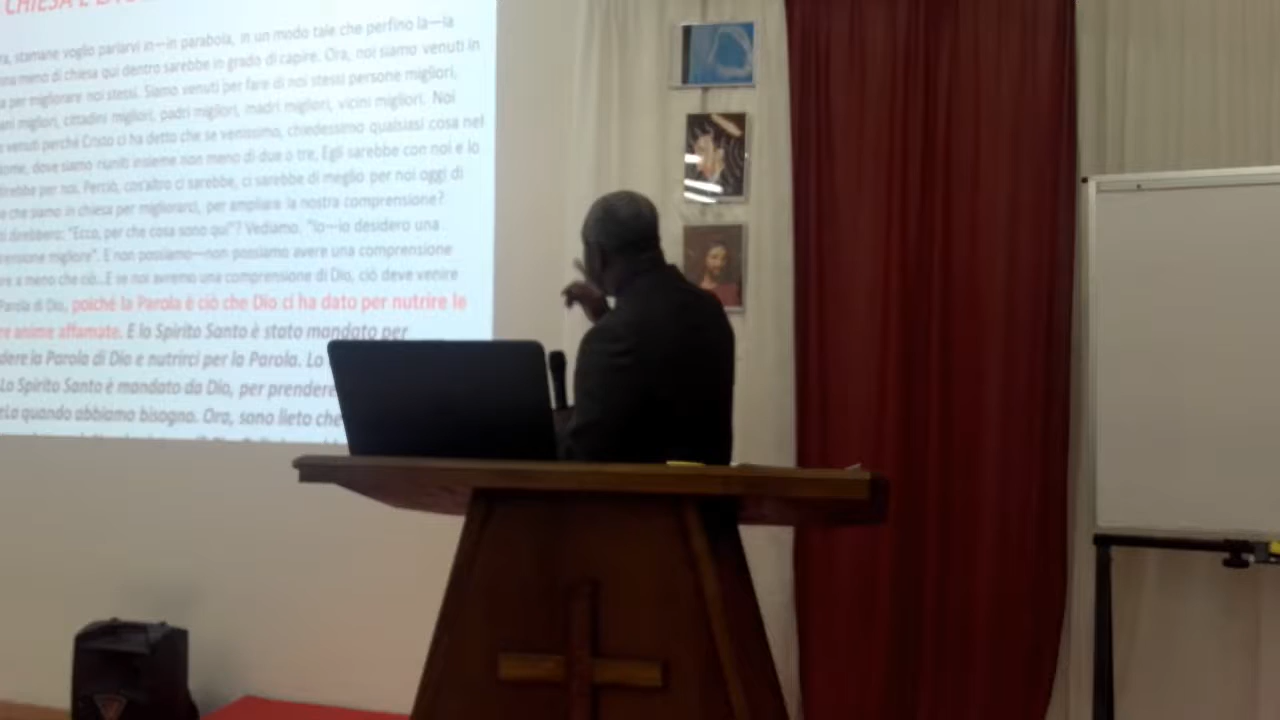 CHIESA E
stamane voglio parlarvi in—in parabola, in un modo tale che perfino la—la
meno di chiesa qui dentro sarebbe in grado di capire. Ora, noi siamo venuti in
per migliorare noi stessi. Siamo venuti per fare di noi stessi persone migliori,
migliori, cittadini migliori, padri migliori, madri migliori, vicini migliori. Noi
venuti perché Cristo ci ha detto che se venissimo, chiedessimo qualsiasi cosa nel
dove siamo riuniti insieme non meno di due o tre, Egli sarebbe con noi e lo
per noi. Perciò, cos'altro ci sarebbe, ci sarebbe di meglio per noi oggi di
che siamo in chiesa per migliorarci, per ampliare la nostra comprensione?
direbbero: "Ecco, per che cosa sono qui"? Vediamo. "Io—io desidero una
migliore". E non possiamo—non possiamo avere una comprensione
a meno che ciò...E se noi avremo una comprensione di Dio, ciò deve venire
Parola di Dio, poiché la Parola è ciò che Dio ci ha dato per nutrire le
anime affamate. E lo Spirito Santo è stato mandato per
la Parola di Dio e nutrirci per la Parola. Lo
Lo Spirito Santo è mandato da Dio, per prendere
quando abbiamo bisogno. Ora, sono lieto che